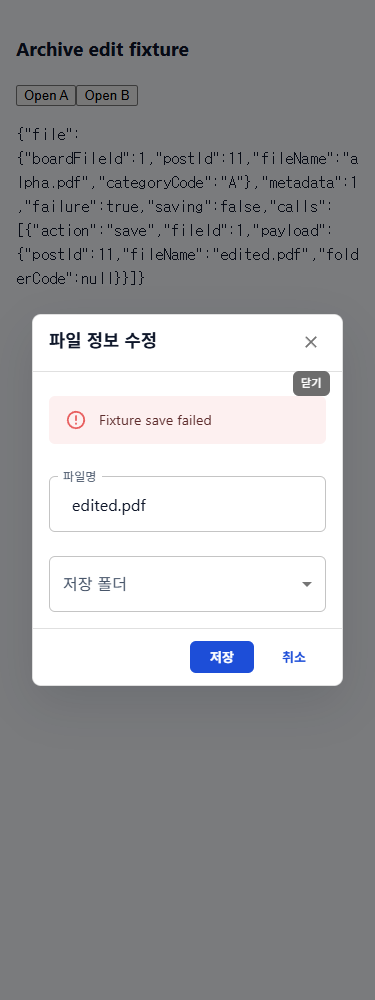 Archive edit fixture
Open A Open B
{"file":
{"boardFileId":1,"postId":11,"fileName":"a
lpha.pdf","categoryCode":"A"},"metadata":1
,"failure":true,"saving":false,"calls":
[{"action":"save","fileId":1,"payload":
{"postId":11,"fileName":"edited.pdf","fold
erCode":null}}]}
파일 정보 수정
닫기
Fixture save failed
파일명
edited.pdf
저장 폴더
저장 취소